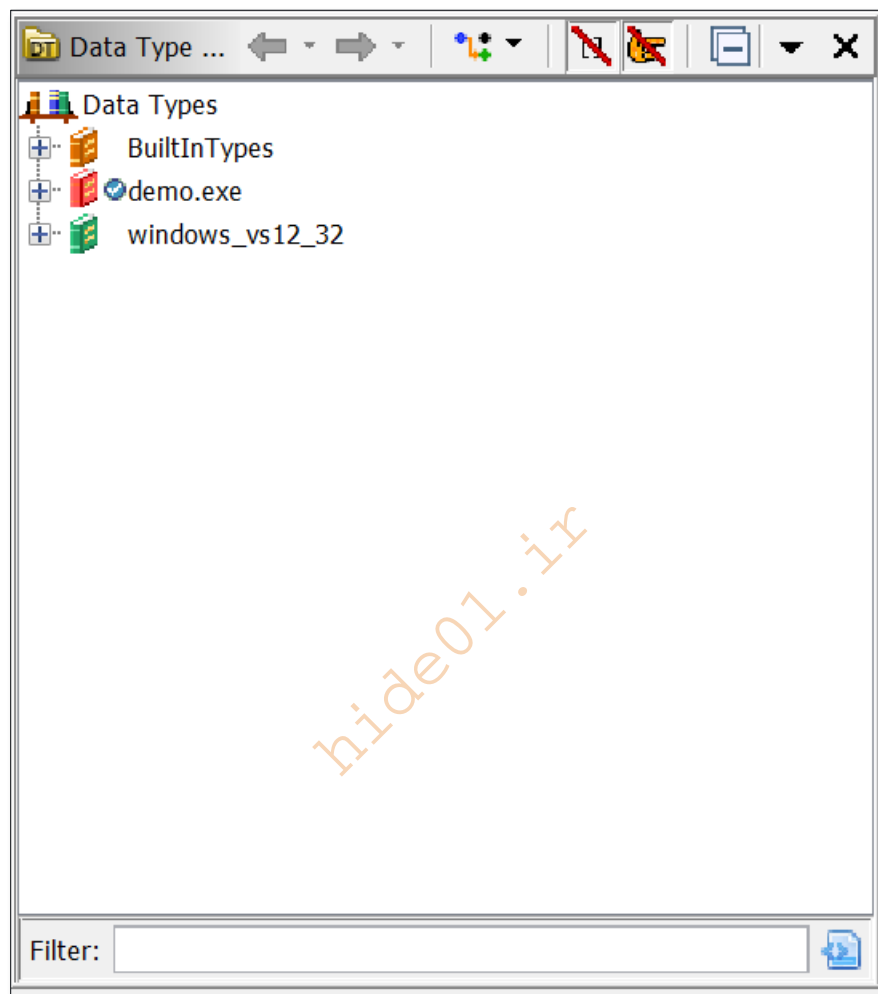 Data Type ...
Data Types
BuiltInTypes
demo.exe
windows_vs12_32
hide01.ir
Filter: